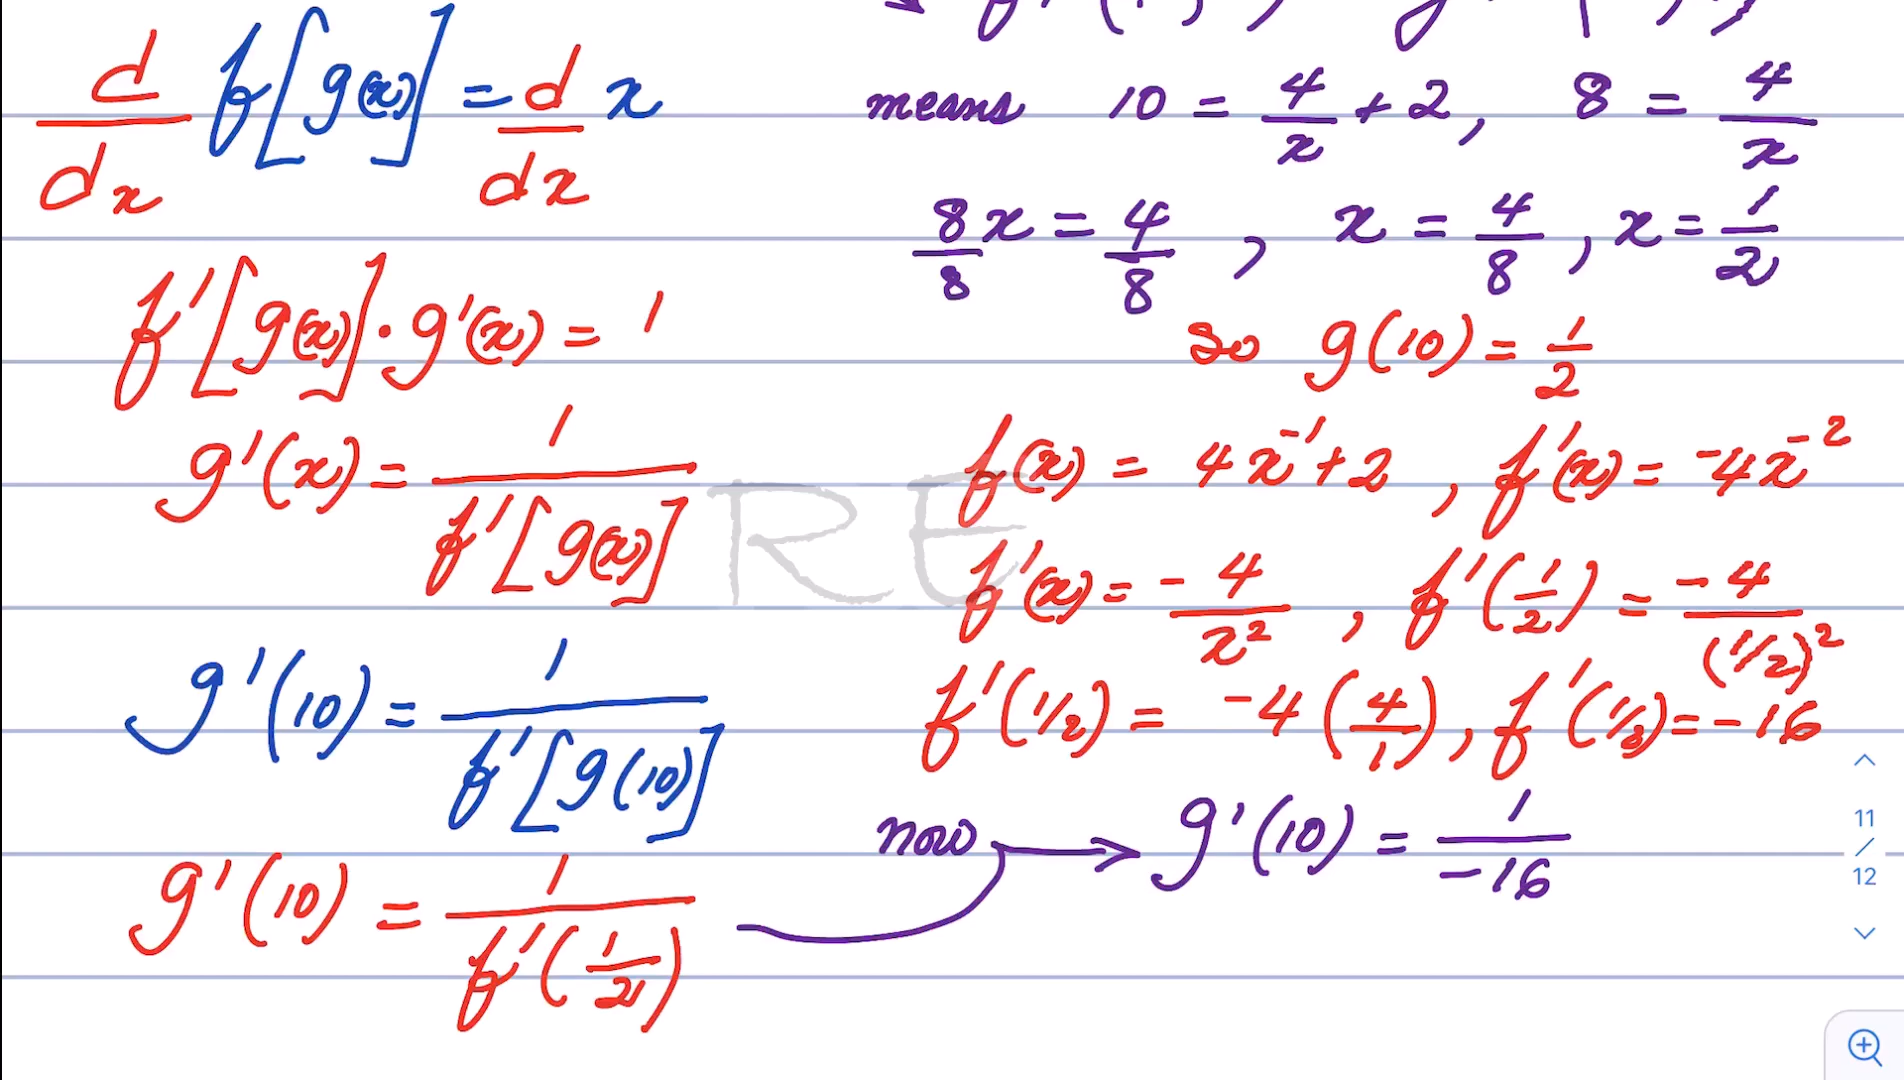 d/dx f[g(x)] = d/dx x
f'[g(x)]·g'(x) = 1
g'(x) = 1/f'[g(x)]
g'(10) = 1/f'[g(10)]
g'(10) = 1/f'(1/2)
means 10 = 4/x + 2, 8 = 4/x
8x/8 = 4/8, x = 4/8, x = 1/2
so g(10) = 1/2
f(x) = 4x⁻¹+2, f'(x) = -4x⁻²
f'(x) = -4/x², f'(1/2) = -4/(1/2)²
f'(1/2) = -4(4/1), f'(1/2) = -16
now → g'(10) = 1/-16
RE
11
/
12